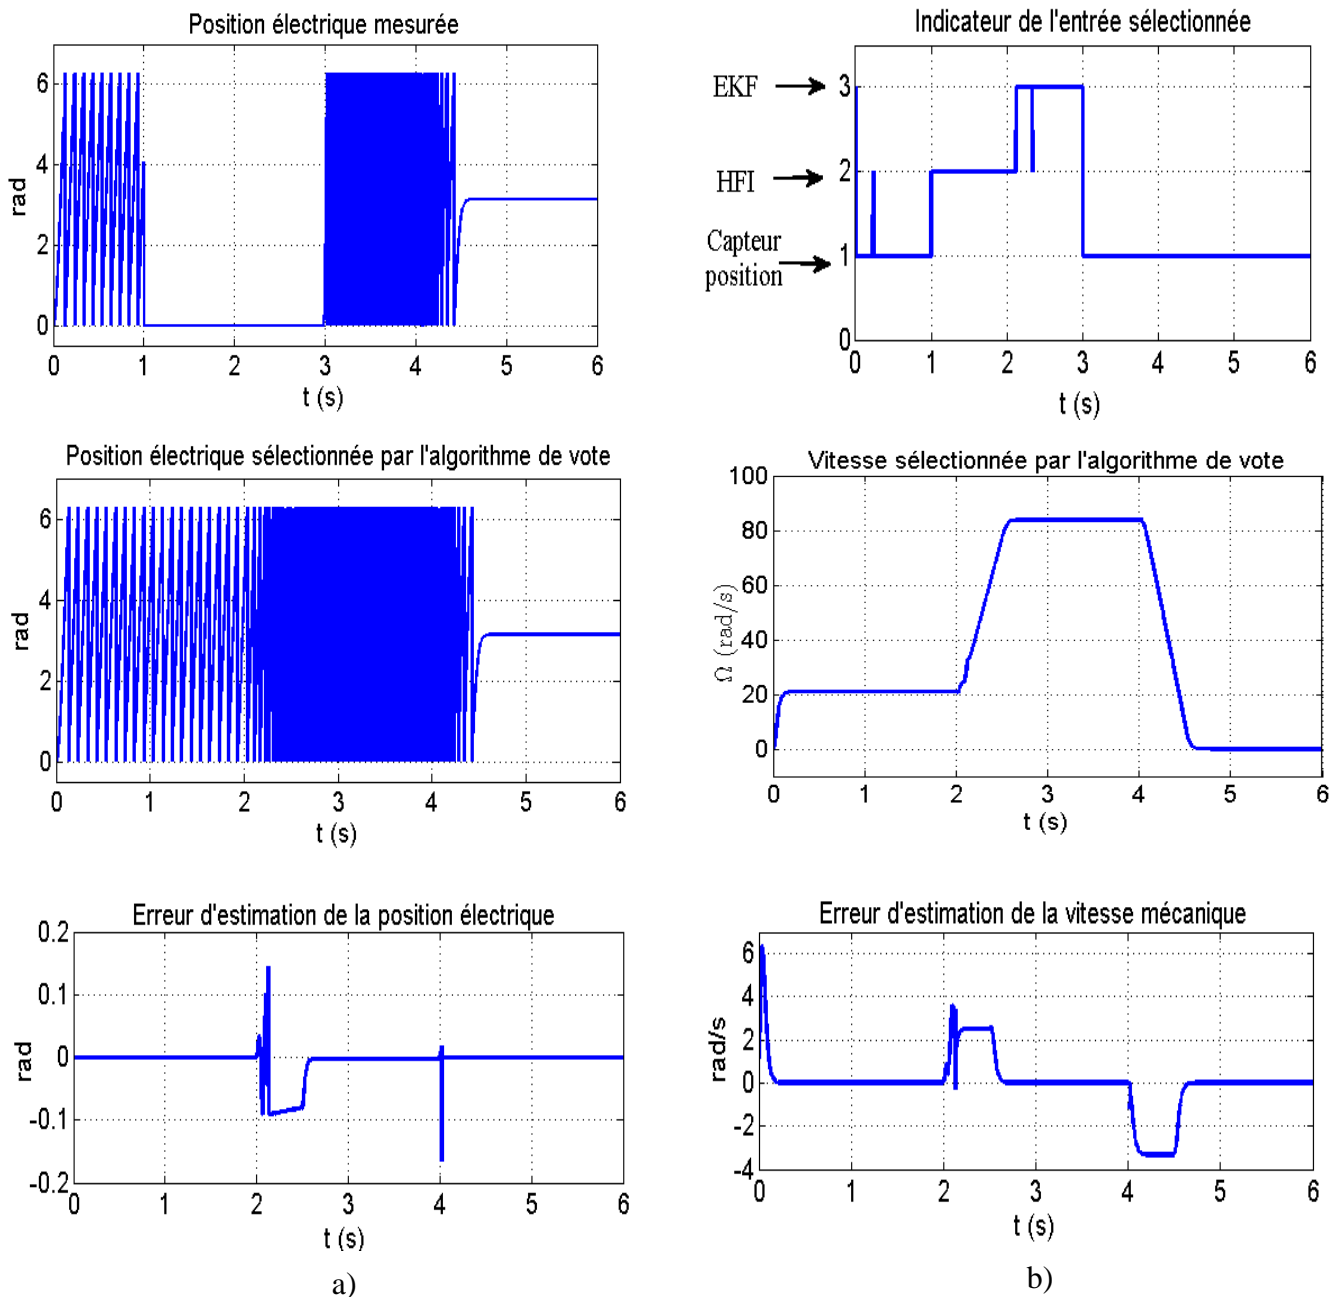 Position électrique mesurée
6
4
2
0
rad
0 1 2 3 4 5 6
t (s)
Indicateur de l'entrée sélectionnée
EKF
HFI
Capteur
position
3
2
1
0
0 1 2 3 4 5 6
t (s)
Position électrique sélectionnée par l'algorithme de vote
6
4
2
0
rad
0 1 2 3 4 5 6
t (s)
Vitesse sélectionnée par l'algorithme de vote
100
80
60
40
20
0
Ω (rad/s)
0 1 2 3 4 5 6
t (s)
Erreur d'estimation de la position électrique
0.2
0.1
0
-0.1
-0.2
rad
0 1 2 3 4 5 6
t (s)
a)
Erreur d'estimation de la vitesse mécanique
6
4
2
0
-2
-4
rad/s
0 1 2 3 4 5 6
t (s)
b)